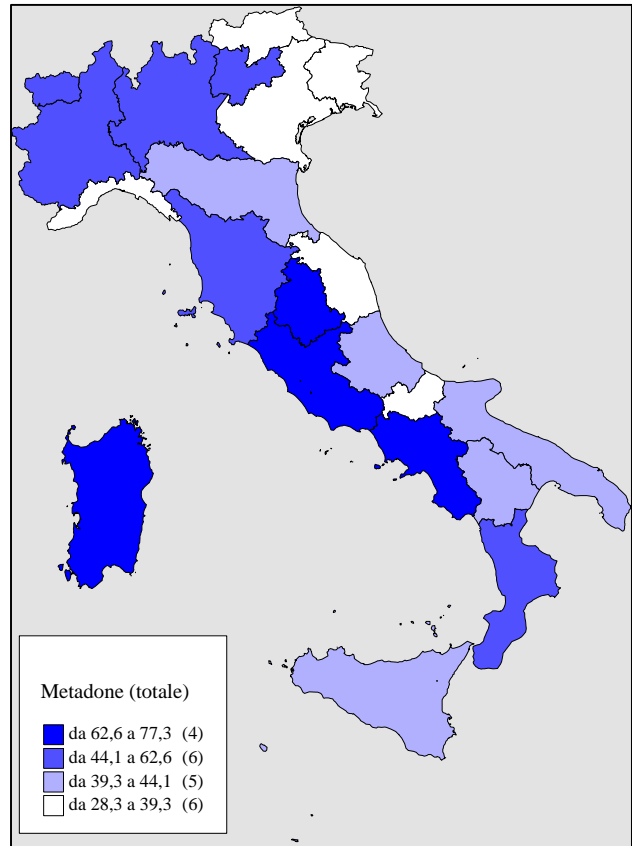 Metadone (totale)
da 62,6 a 77,3 (4)
da 44,1 a 62,6 (6)
da 39,3 a 44,1 (5)
da 28,3 a 39,3 (6)